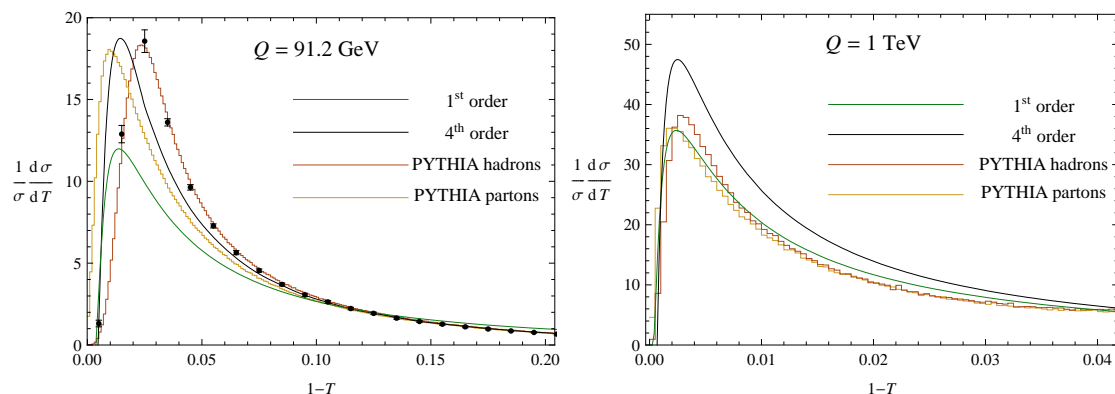 Q = 91.2 GeV
1st order
4th order
PYTHIA hadrons
PYTHIA partons
1 dσ
σ dT
20
15
10
5
0
0.00 0.05 0.10 0.15 0.20
1−T
Q = 1 TeV
1st order
4th order
PYTHIA hadrons
PYTHIA partons
1 dσ
σ dT
50
40
30
20
10
0
0.00 0.01 0.02 0.03 0.04
1−T